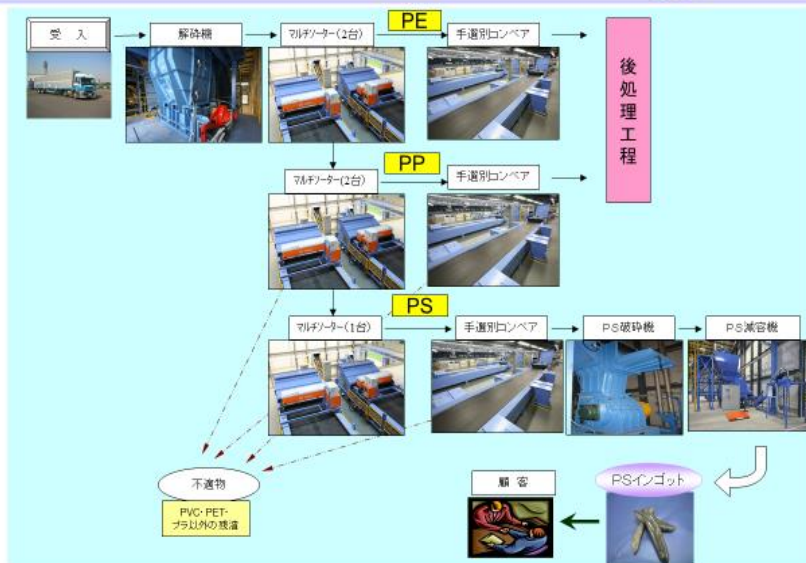 受 入
解砕機
マルチソーター(2台)
PE
手選別コンベア
後処理工程
マルチソーター(2台)
PP
手選別コンベア
マルチソーター(1台)
PS
手選別コンベア
PS破砕機
PS減容機
不適物
PVC・PET・
プラ以外の残渣
顧 客
PSインゴット